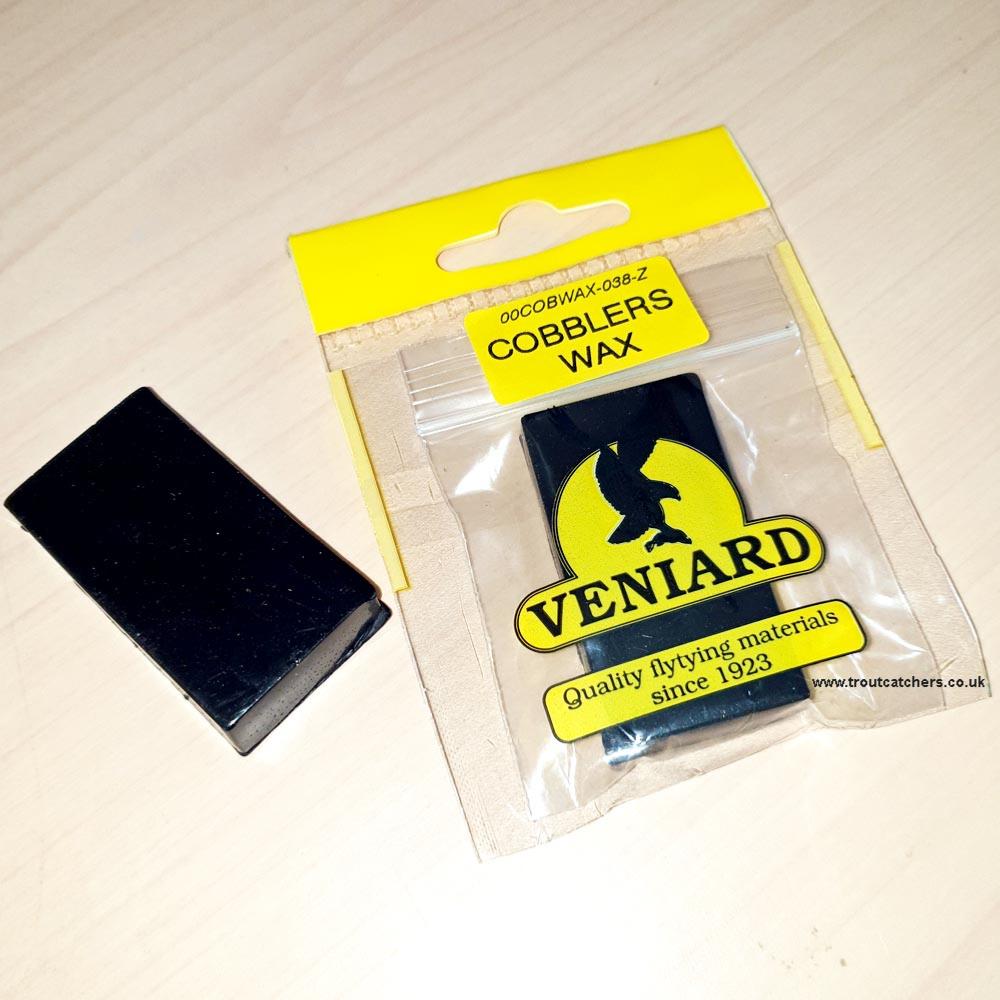 00COBWAX-038-Z
COBBLERS
WAX
VENIARD
Quality flytying materials
since 1923
www.troutcatchers.co.uk